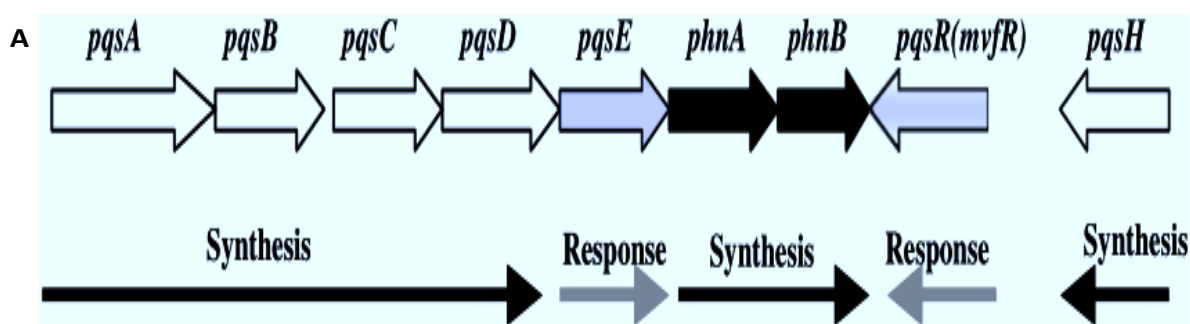 A
pqsA pqsB pqsC pqsD pqsE phnA phnB pqsR(mvfR) pqsH
Synthesis Response Synthesis Response Synthesis